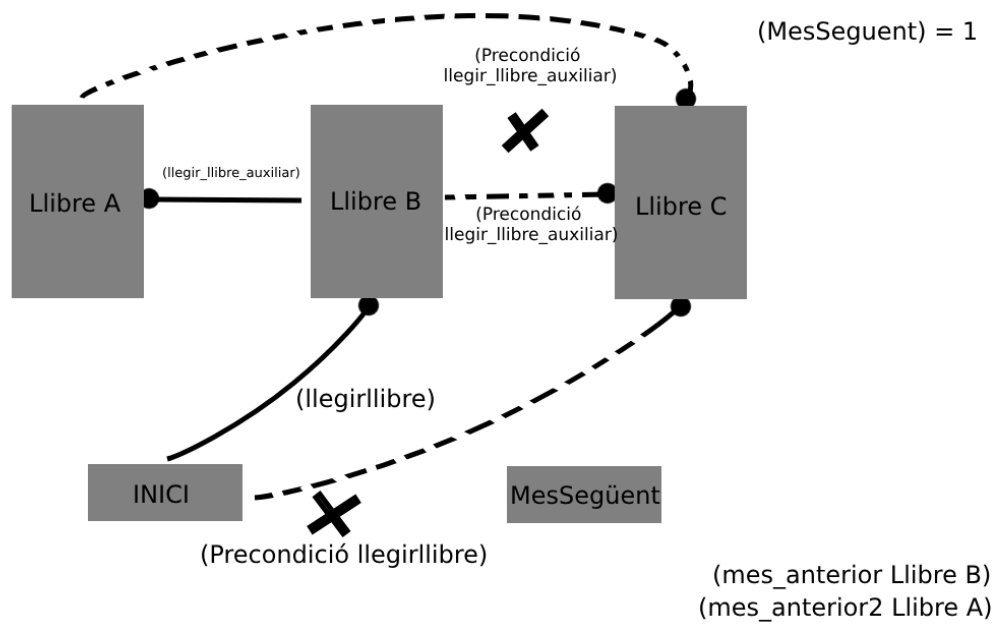 (MesSeguent) = 1
(Precondició
llegir_llibre_auxiliar)
(llegir_llibre_auxiliar)
Llibre A
Llibre B
Llibre C
(Precondició
llegir_llibre_auxiliar)
(llegirllibre)
INICI
MesSegüent
(Precondició llegirllibre)
(mes_anterior Llibre B)
(mes_anterior2 Llibre A)